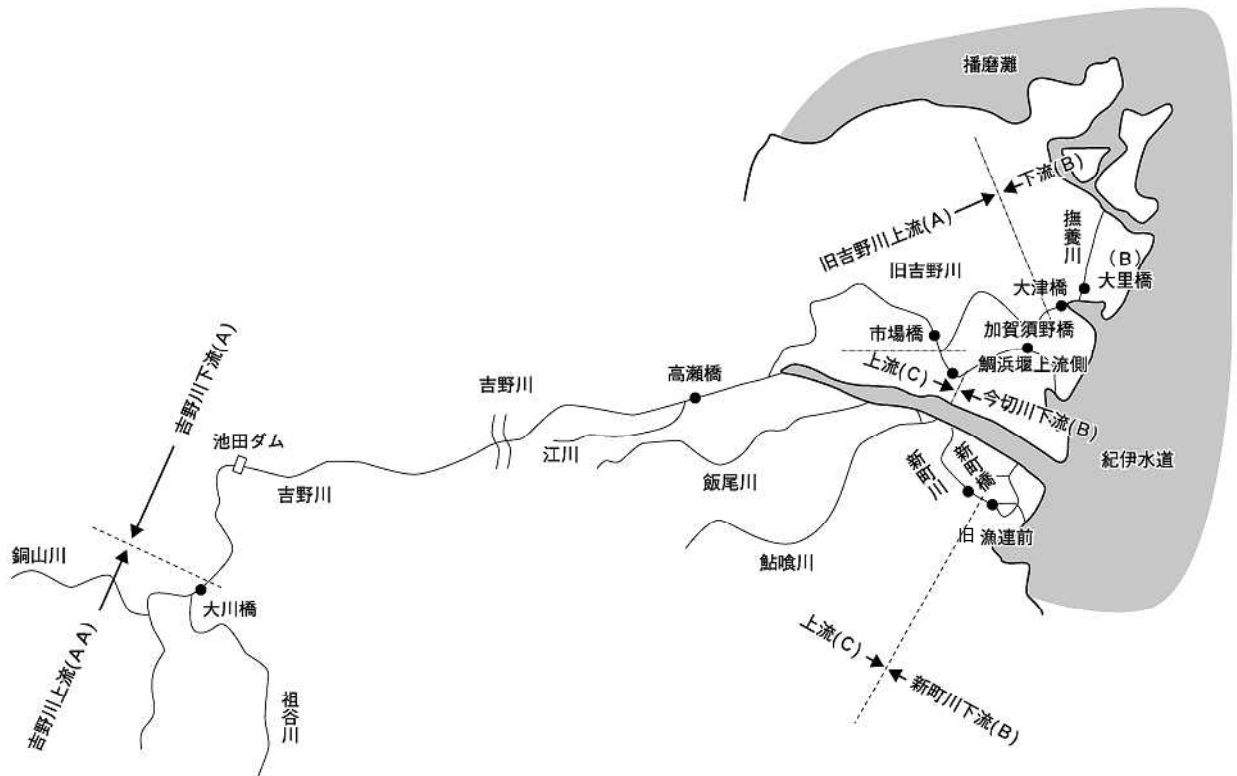 播磨灘
下流(B)
旧吉野川上流(A)
撫養川
(B)
大里橋
旧吉野川
大津橋
加賀須野橋
市場橋
鯛浜堰上流側
上流(C)
今切川下流(B)
高瀬橋
吉野川
吉野川下流(A)
池田ダム
江川
飯尾川
新町川
新町橋
紀伊水道
吉野川
旧 漁連前
鮎喰川
銅山川
大川橋
吉野川上流(AA)
祖谷川
上流(C)
新町川下流(B)